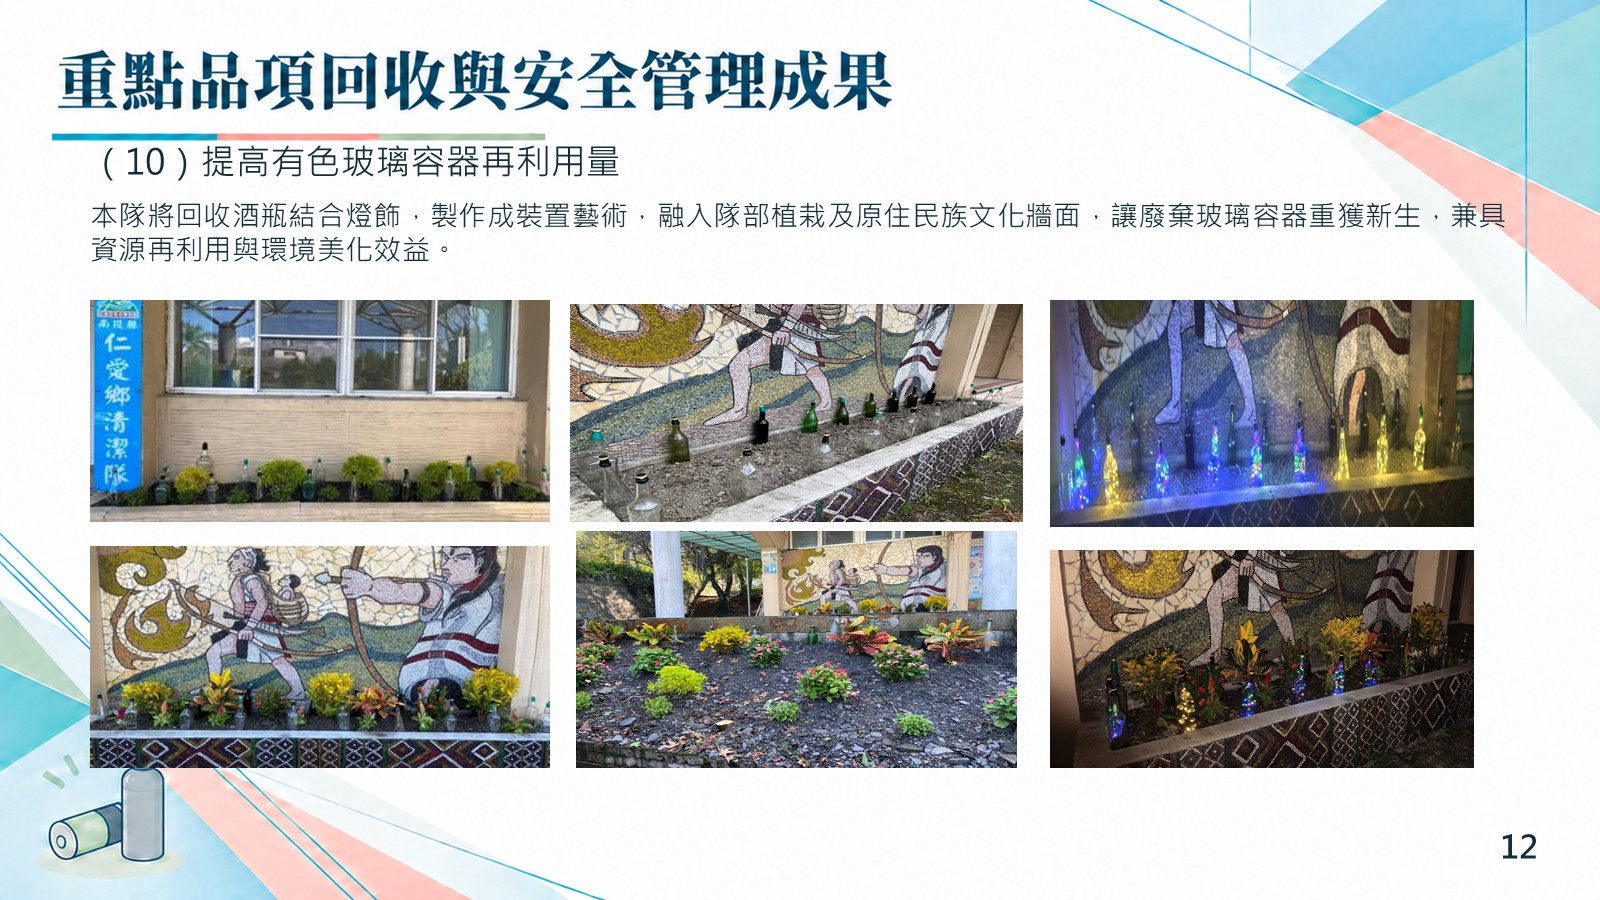 重點品項回收與安全管理成果
（10）提高有色玻璃容器再利用量
本隊將回收酒瓶結合燈飾，製作成裝置藝術，融入隊部植栽及原住民族文化牆面，讓廢棄玻璃容器重獲新生，兼具
資源再利用與環境美化效益。
南投縣
仁愛鄉清潔隊
12